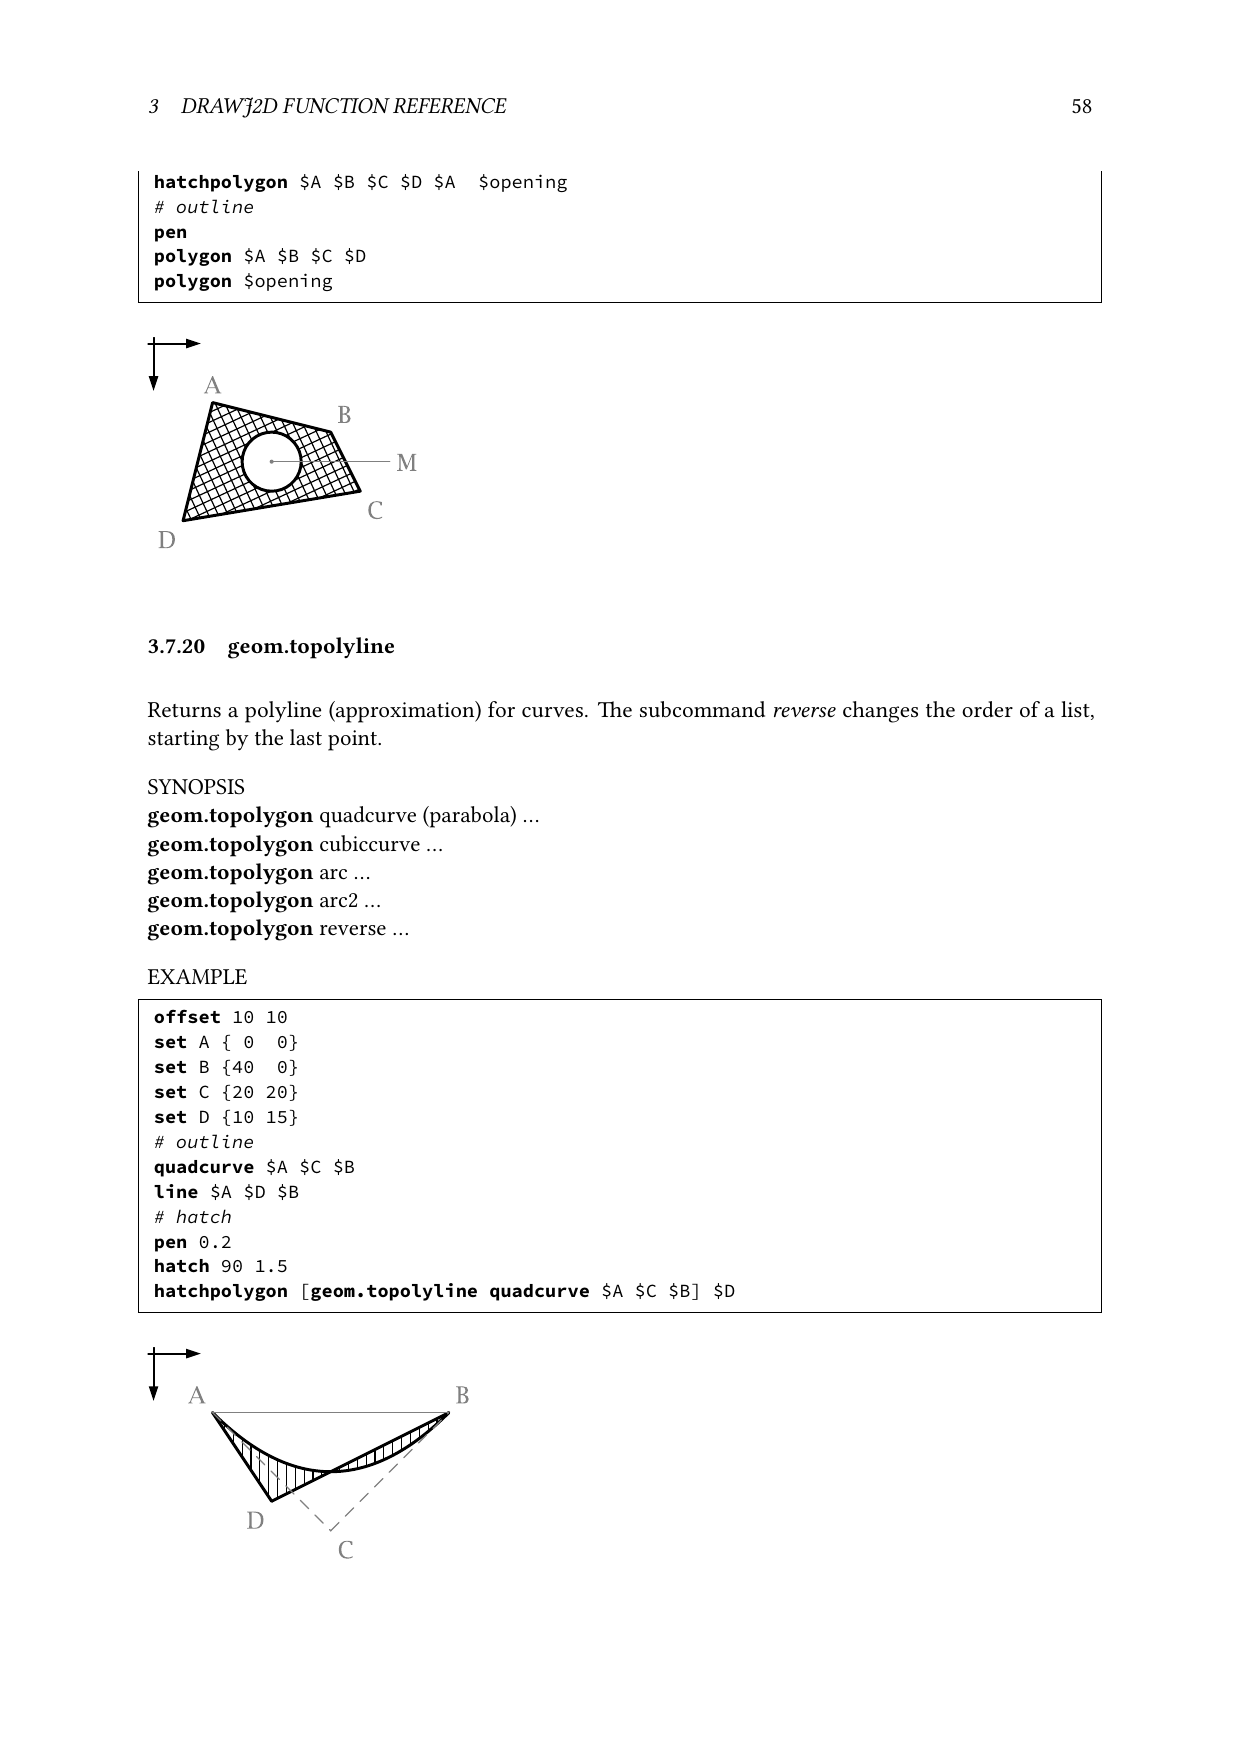 3 DRAWJ2D FUNCTION REFERENCE 58
hatchpolygon $A $B $C $D $A  $opening
# outline
pen
polygon $A $B $C $D
polygon $opening
A
B
M
C
D
3.7.20 geom.topolyline
Returns a polyline (approximation) for curves. The subcommand reverse changes the order of a list,
starting by the last point.
SYNOPSIS
geom.topolygon quadcurve (parabola) …
geom.topolygon cubiccurve …
geom.topolygon arc …
geom.topolygon arc2 …
geom.topolygon reverse …
EXAMPLE
offset 10 10
set A { 0  0}
set B {40  0}
set C {20 20}
set D {10 15}
# outline
quadcurve $A $C $B
line $A $D $B
# hatch
pen 0.2
hatch 90 1.5
hatchpolygon [geom.topolyline quadcurve $A $C $B] $D
A B
D
C